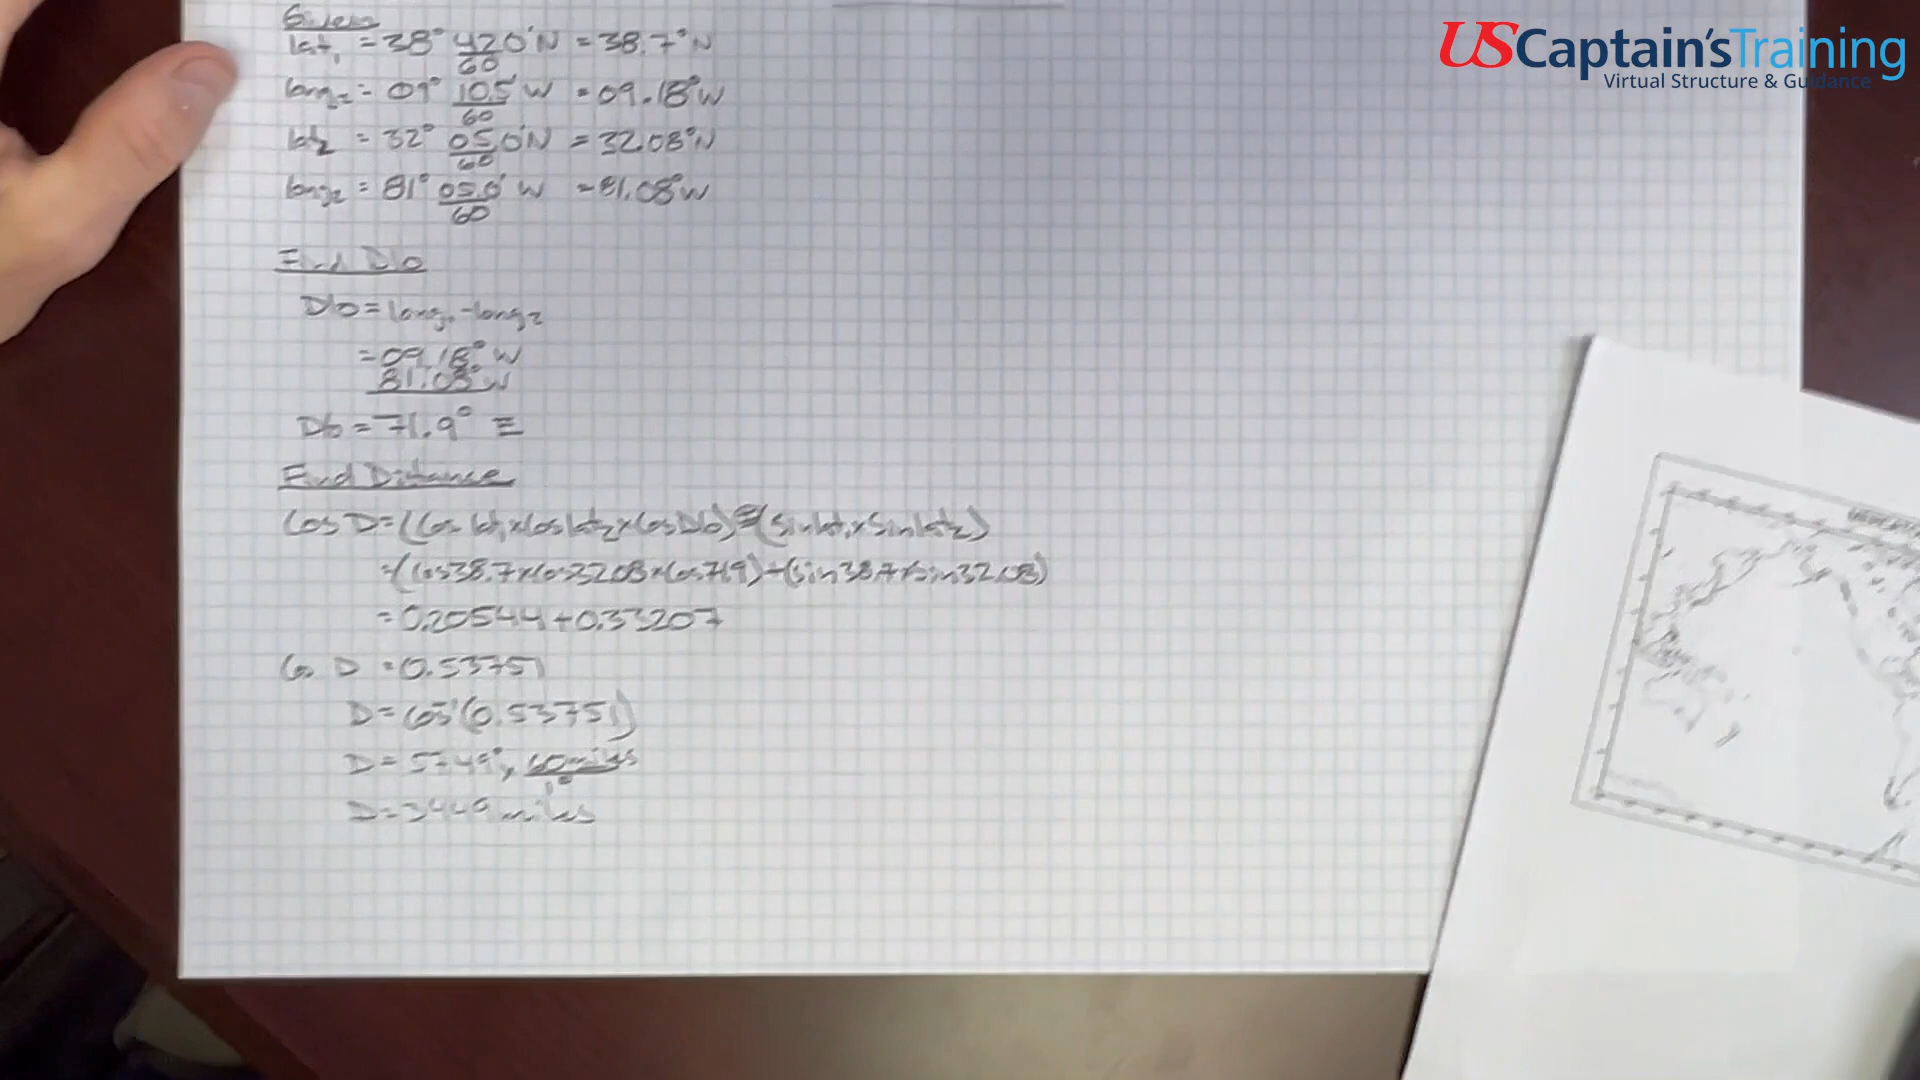 USCaptain'sTraining
Virtual Structure & Guidance
Given
lat₁ = 38° 42.0'N = 38.7°N
60
long₂ = 09° 10.5'W = 09.18°W
60
lat₂ = 32° 05.0'N = 32.08°N
60
long₂ = 81° 05.0' W = 81.08°W
60
Find Dlo
Dlo = long₁ - long₂
= 09.18° W
81.08° W
Dlo = 71.9° E
Find Distance
Cos D = (Cos lat₁ x Cos lat₂ x Cos Dlo) (Sin lat₁ x Sin lat₂)
= (Cos 38.7 x Cos 32.08 x Cos 71.9) + (Sin 38.7 x Sin 32.08)
= 0.20544 + 0.33207
Cos D = 0.53751
D = Cos⁻¹(0.53751)
D = 57.49° x 60 miles
1°
D = 3449 miles